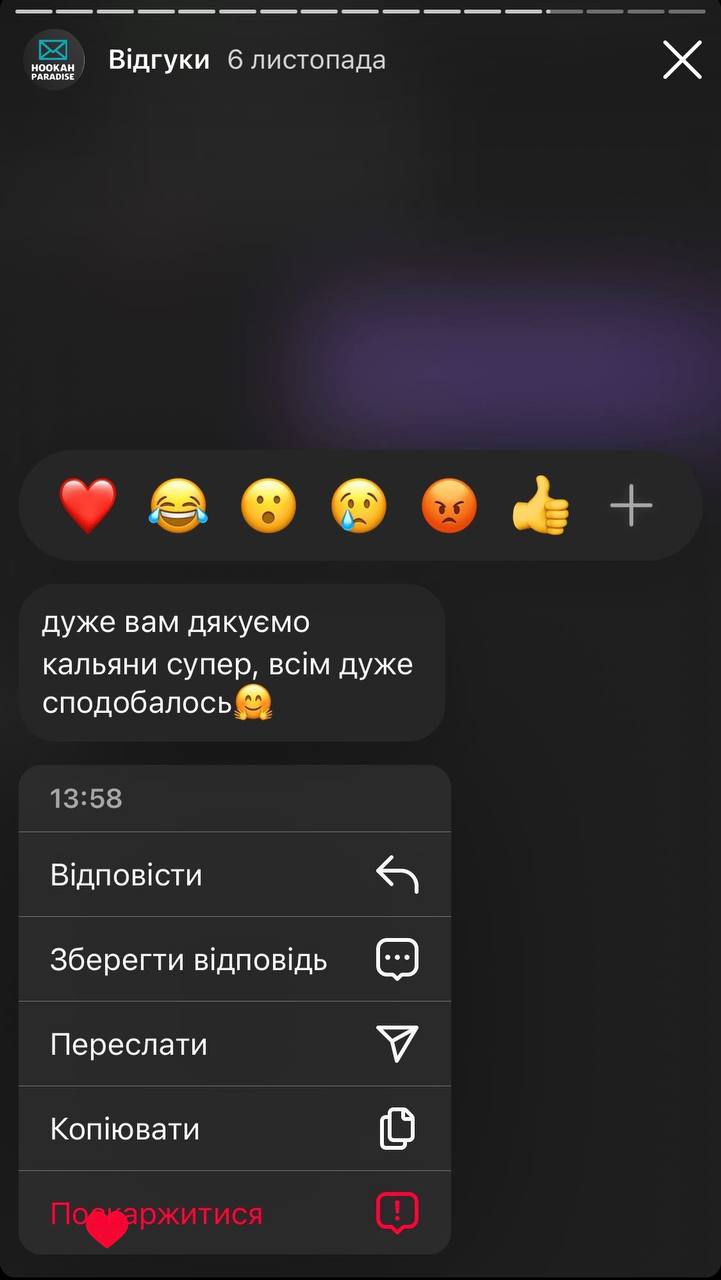 HOOKAH
PARADISE
Відгуки 6 листопада
дуже вам дякуємо
кальяни супер, всім дуже
сподобалось🤗
13:58
Відповісти
Зберегти відповідь
Переслати
Копіювати
Поскаржитися